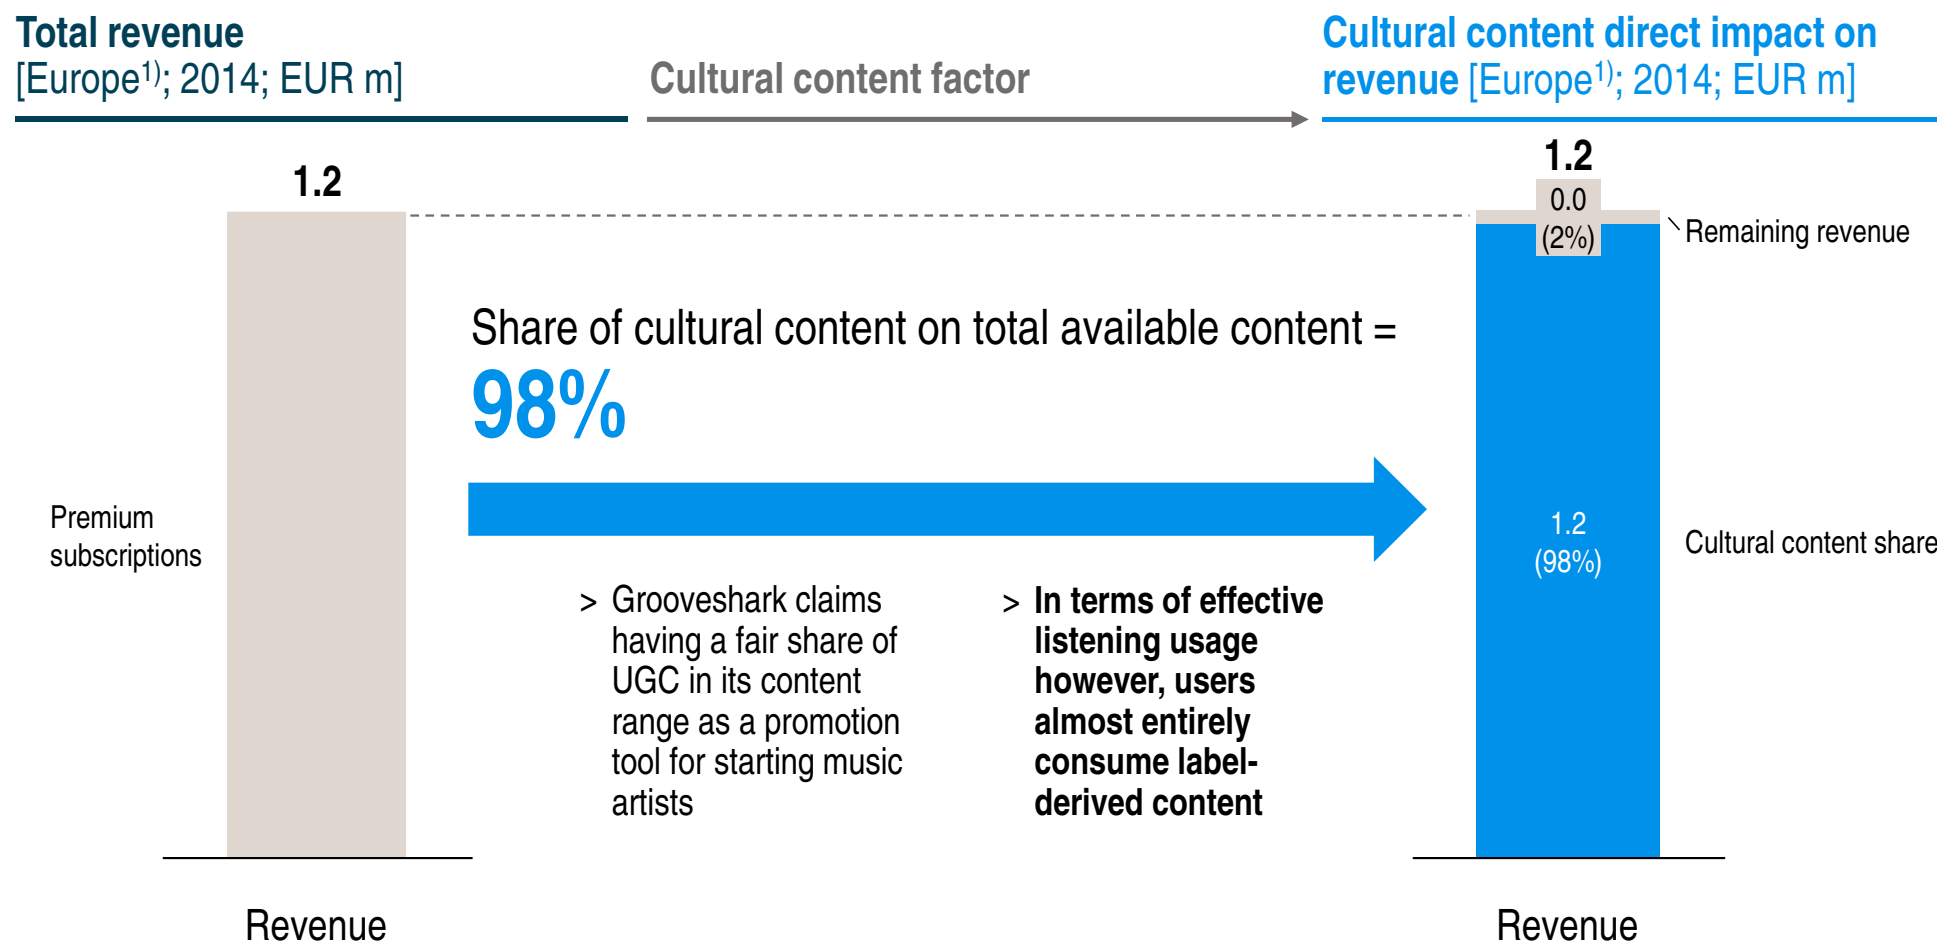 Total revenue
[Europe1); 2014; EUR m]
Cultural content factor
Cultural content direct impact on
revenue [Europe1); 2014; EUR m]
1.2
Premium
subscriptions
Revenue
Share of cultural content on total available content =
98%
> Grooveshark claims
having a fair share of
UGC in its content
range as a promotion
tool for starting music
artists
> In terms of effective
listening usage
however, users
almost entirely
consume label-
derived content
1.2
0.0
(2%)
Remaining revenue
1.2
(98%)
Cultural content share
Revenue